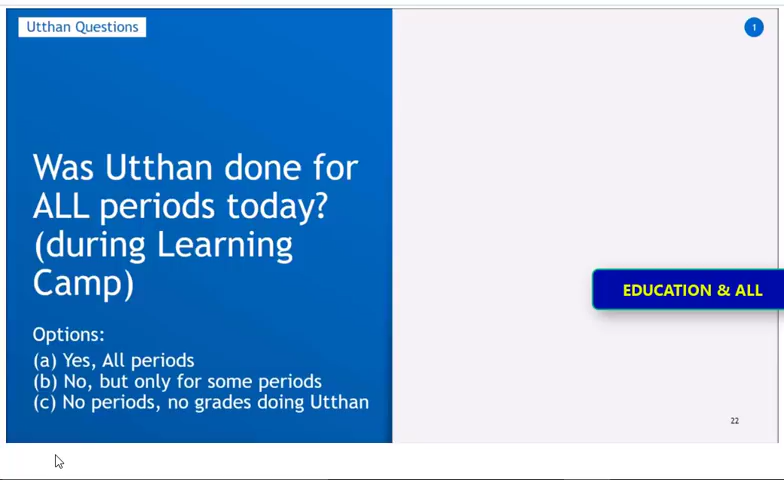 Utthan Questions
1
Was Utthan done for
ALL periods today?
(during Learning
Camp)
EDUCATION & ALL
Options:
(a) Yes, All periods
(b) No, but only for some periods
(c) No periods, no grades doing Utthan
22